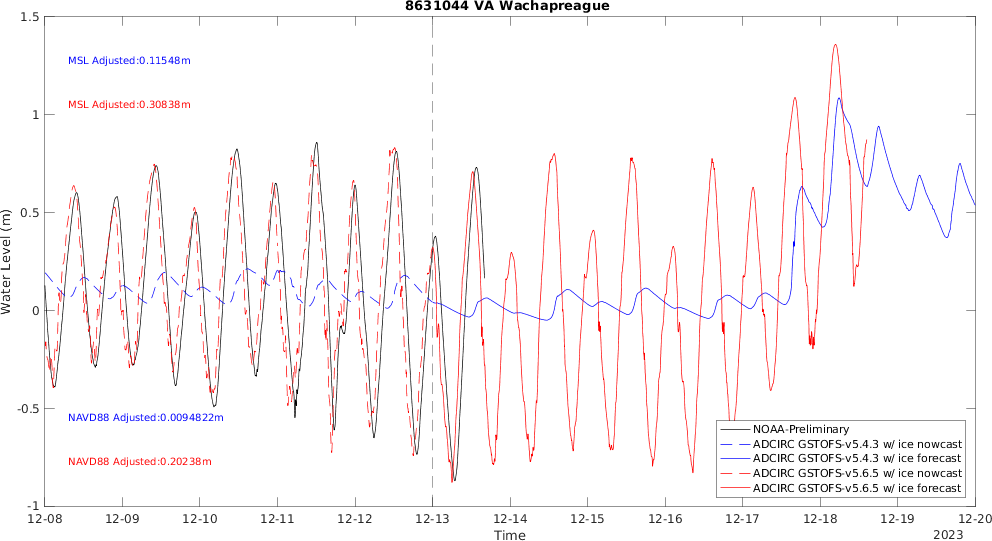 8631044 VA Wachapreague
1.5
1
0.5
0
-0.5
-1
Water Level (m)
MSL Adjusted:0.11548m
MSL Adjusted:0.30838m
NAVD88 Adjusted:0.0094822m
NAVD88 Adjusted:0.20238m
NOAA-Preliminary
ADCIRC GSTOFS-v5.4.3 w/ ice nowcast
ADCIRC GSTOFS-v5.4.3 w/ ice forecast
ADCIRC GSTOFS-v5.6.5 w/ ice nowcast
ADCIRC GSTOFS-v5.6.5 w/ ice forecast
12-08 12-09 12-10 12-11 12-12 12-13 12-14 12-15 12-16 12-17 12-18 12-19 12-20
Time
2023